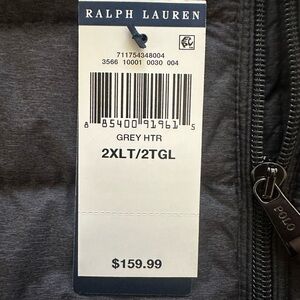 RALPH LAUREN
711754348004
3566 10001 0030 004
8 85400 91961 5
GREY HTR
2XLT/2TGL
$159.99
POLO